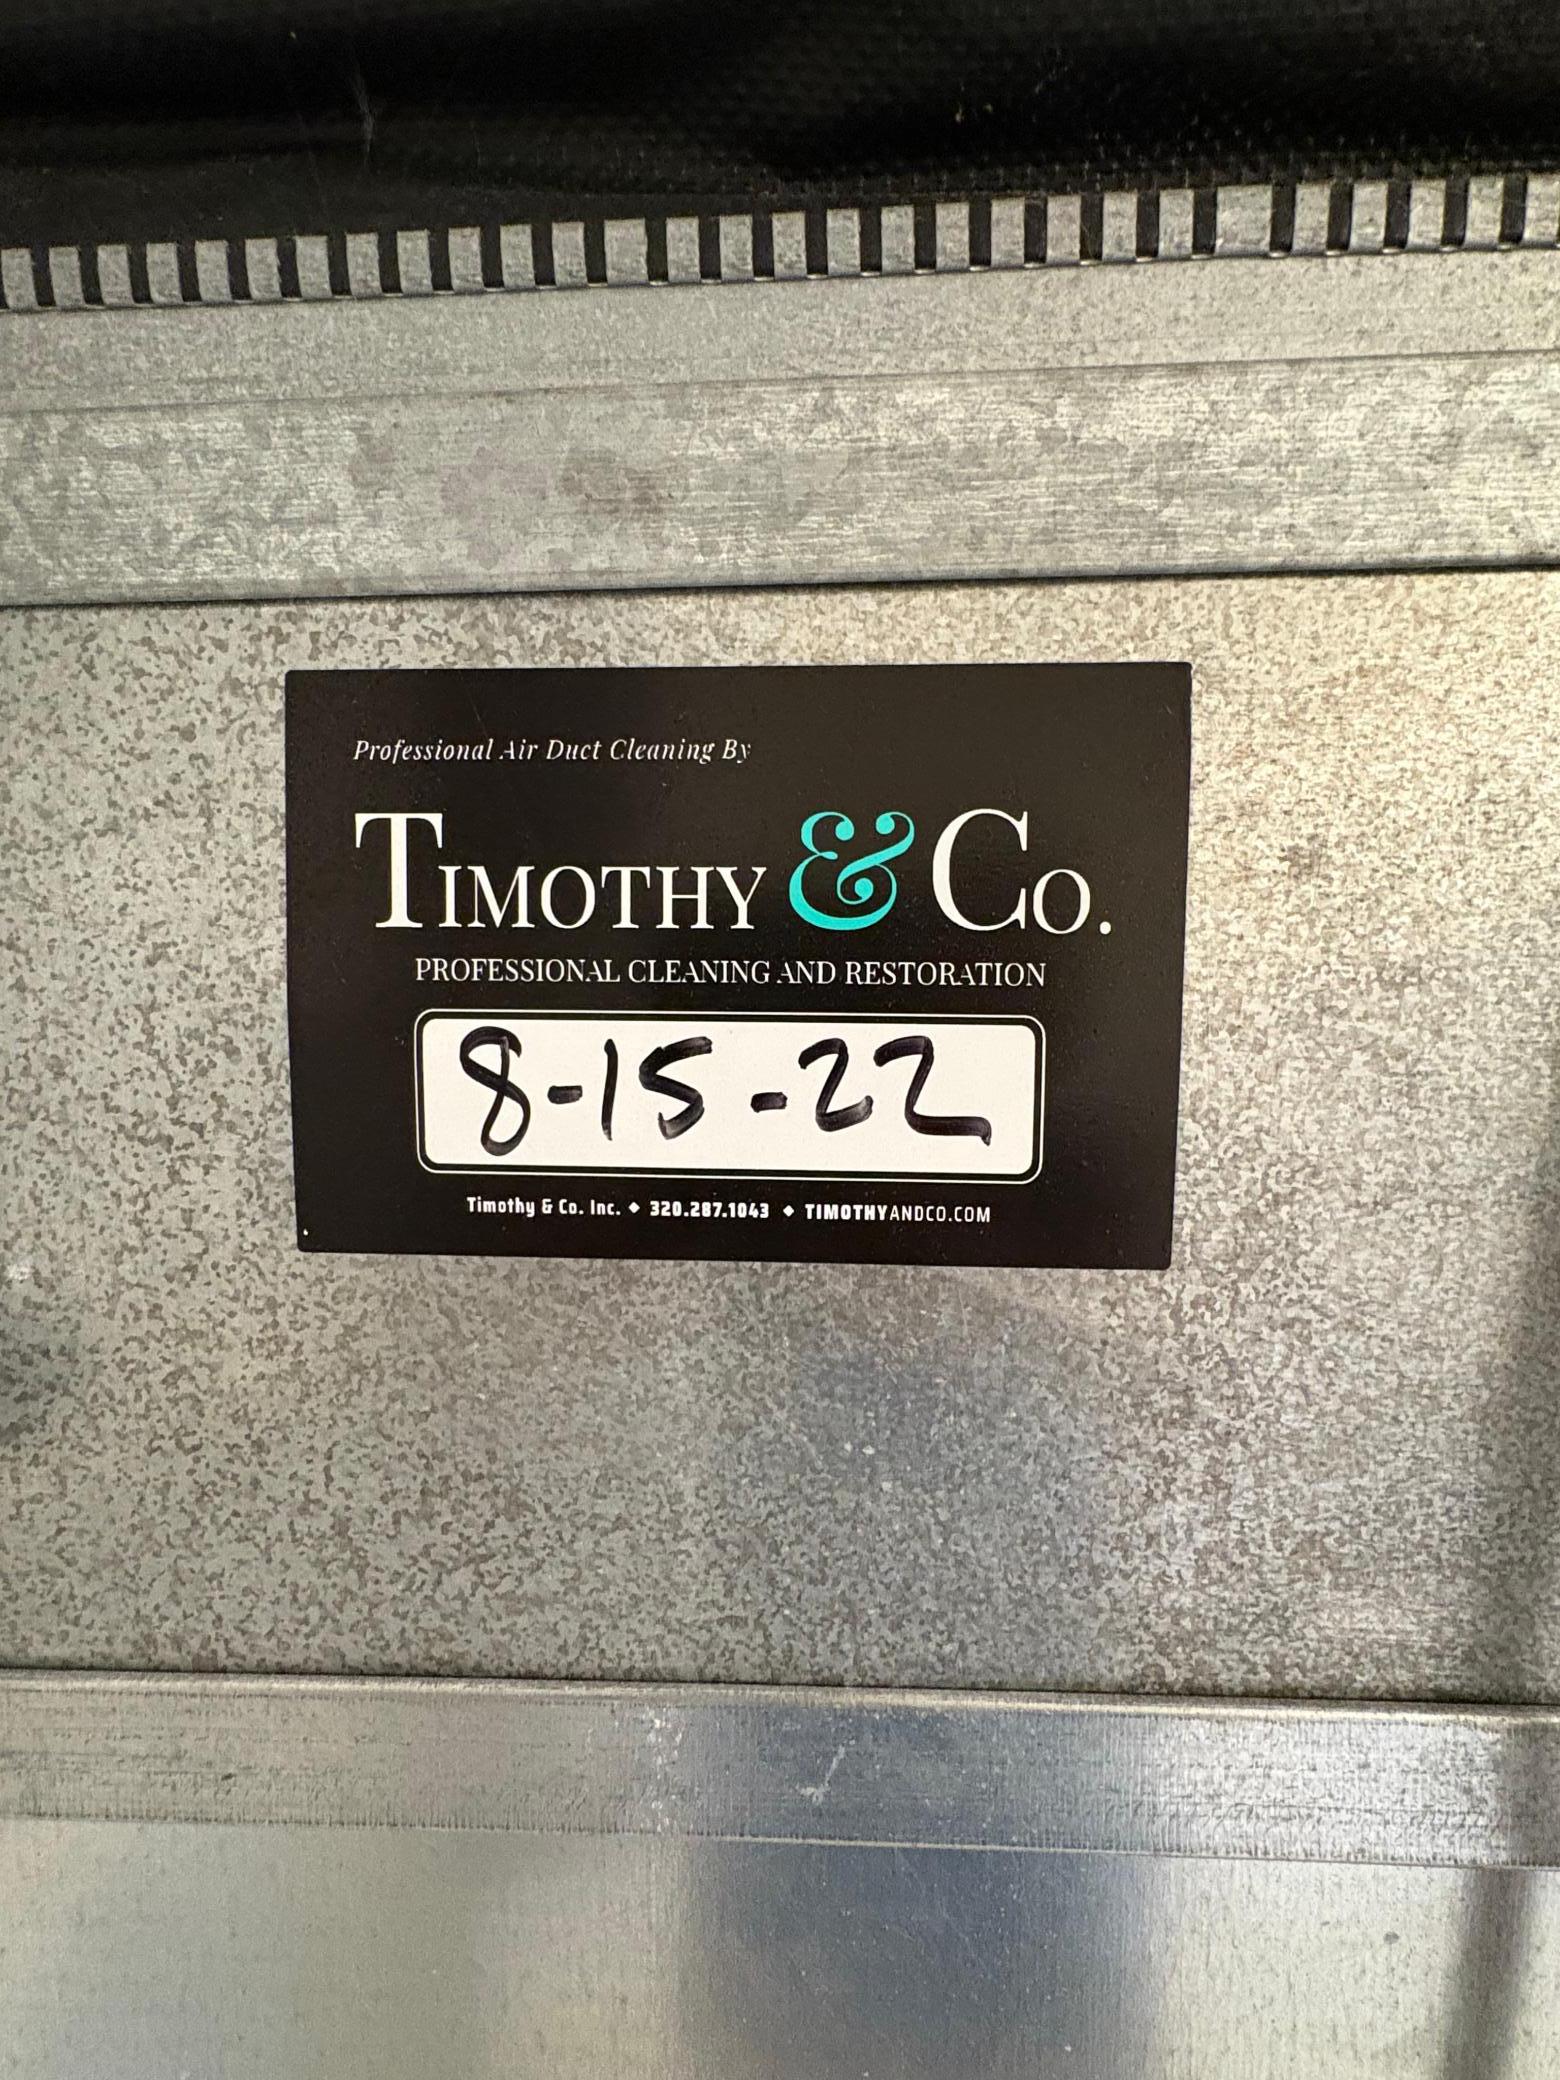 Professional Air Duct Cleaning By
TIMOTHY & CO.
PROFESSIONAL CLEANING AND RESTORATION
8-15-22
Timothy & Co. Inc. ◆ 320.287.1043 ◆ TIMOTHYANDCO.COM